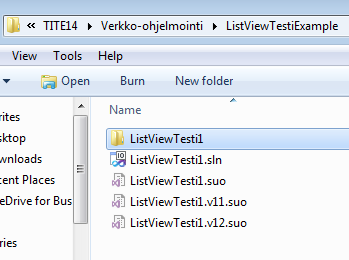 « TITE14 Verkko-ohjelmointi ListViewTestiExample
View Tools Help
Open Burn New folder
Name
rites
sktop
wnloads
cent Places
eDrive for Bus
ries
ListViewTesti1
ListViewTesti1.sln
ListViewTesti1.suo
ListViewTesti1.v11.suo
ListViewTesti1.v12.suo